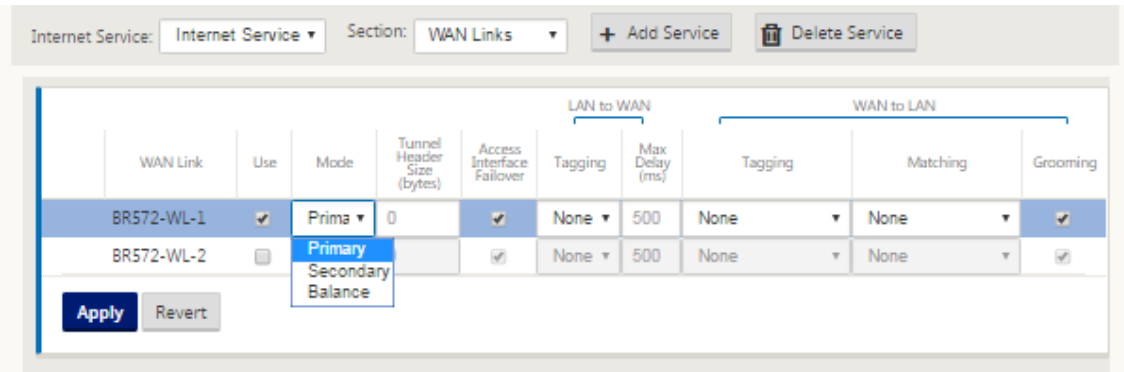 Internet Service: Internet Service Section: WAN Links + Add Service Delete Service
LAN to WAN WAN to LAN
WAN Link Use Mode Tunnel Header Size (bytes) Access Interface Failover Tagging Max Delay (ms) Tagging Matching Grooming
BR572-WL-1 Prima 0 None 500 None None
BR572-WL-2 None 500 None None
Primary
Secondary
Balance
Apply Revert